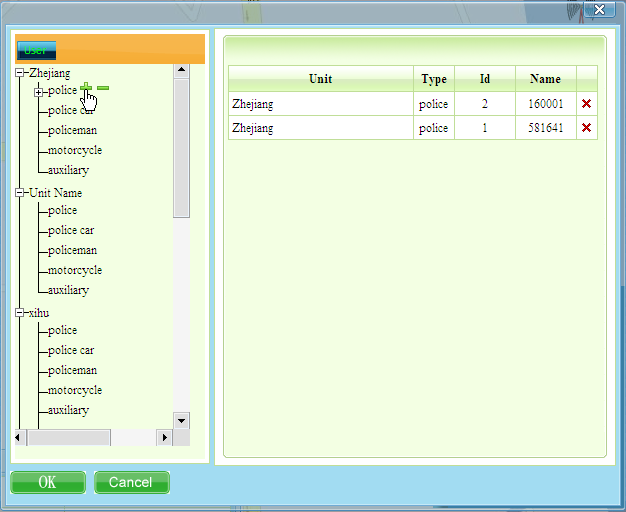 User
Zhejiang
police
police car
policeman
motorcycle
auxiliary
Unit Name
police
police car
policeman
motorcycle
auxiliary
xihu
police
police car
policeman
motorcycle
auxiliary
Unit Type Id Name
Zhejiang police 2 160001
Zhejiang police 1 581641
OK Cancel